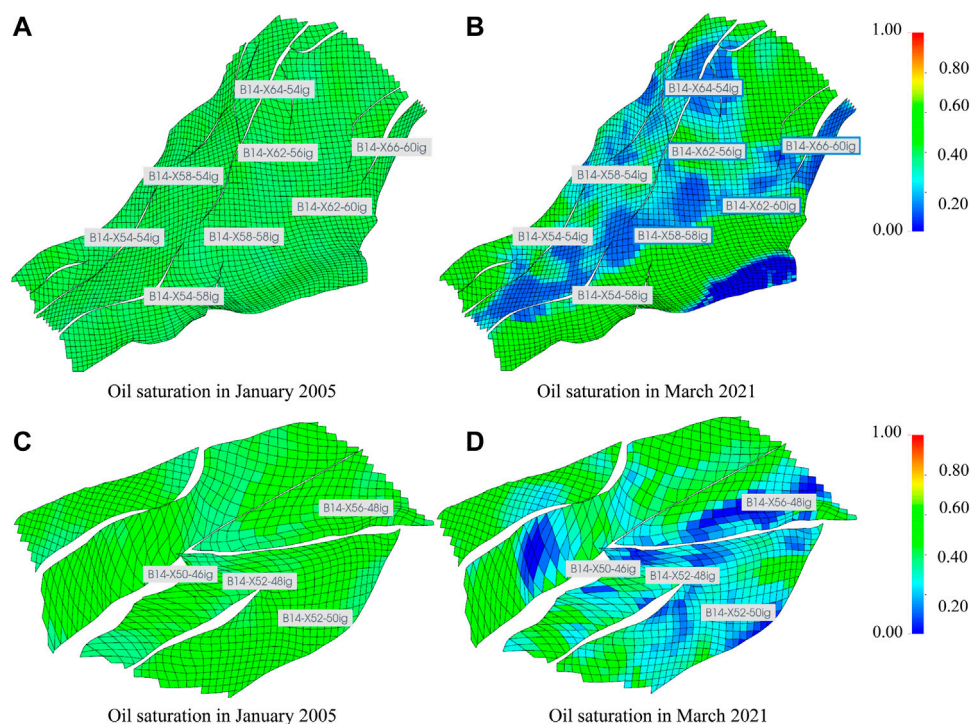 A
B14-X64-54ig
B14-X62-56ig
B14-X66-60ig
B14-X58-54ig
B14-X62-60ig
B14-X54-54ig
B14-X58-58ig
B14-X54-58ig
Oil saturation in January 2005
B
B14-X64-54ig
B14-X62-56ig
B14-X66-60ig
B14-X58-54ig
B14-X62-60ig
B14-X54-54ig
B14-X58-58ig
B14-X54-58ig
Oil saturation in March 2021
1.00
0.80
0.60
0.40
0.20
0.00
C
B14-X56-48ig
B14-X50-46ig
B14-X52-48ig
B14-X52-50ig
Oil saturation in January 2005
D
B14-X56-48ig
B14-X50-46ig
B14-X52-48ig
B14-X52-50ig
Oil saturation in March 2021
1.00
0.80
0.60
0.40
0.20
0.00